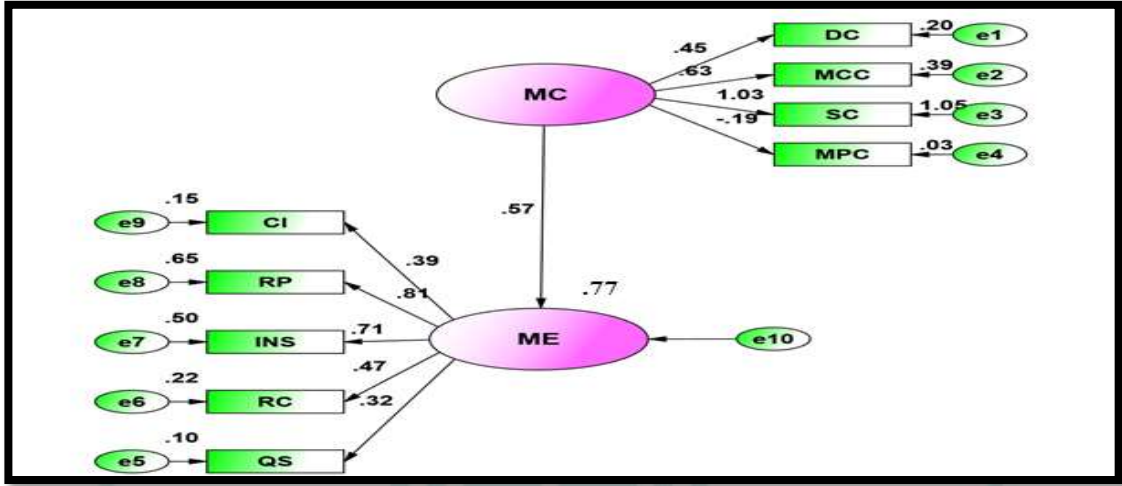 .45 DC .20 e1
.63 MCC .39 e2
MC
1.03 SC 1.05 e3
-.19 MPC .03 e4
.57
.15
e9 CI
.39
.65
e8 RP
.81 .77
.50
e7 INS .71 ME e10
.47
.22
e6 RC .32
.10
e5 QS